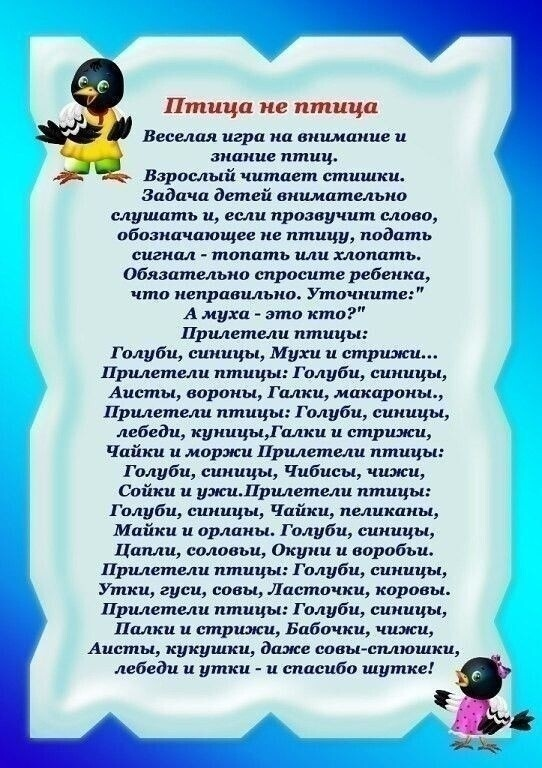 Птица не птица
Веселая игра на внимание и
знание птиц.
Взрослый читает стишки.
Задача детей внимательно
слушать и, если прозвучит слово,
обозначающее не птицу, подать
сигнал - топать или хлопать.
Обязательно спросите ребенка,
что неправильно. Уточните:"
А муха - это кто?"
Прилетели птицы:
Голуби, синицы, Мухи и стрижи...
Прилетели птицы: Голуби, синицы,
Аисты, вороны, Галки, макароны.,
Прилетели птицы: Голуби, синицы,
лебеди, куницы,Галки и стрижи,
Чайки и моржи Прилетели птицы:
Голуби, синицы, Чибисы, чижи,
Сойки и ужи.Прилетели птицы:
Голуби, синицы, Чайки, пеликаны,
Майки и орланы. Голуби, синицы,
Цапли, соловьи, Окуни и воробьи.
Прилетели птицы: Голуби, синицы,
Утки, гуси, совы, Ласточки, коровы.
Прилетели птицы: Голуби, синицы,
Палки и стрижи, Бабочки, чижи,
Аисты, кукушки, даже совы-сплюшки,
лебеди и утки - и спасибо шутке!